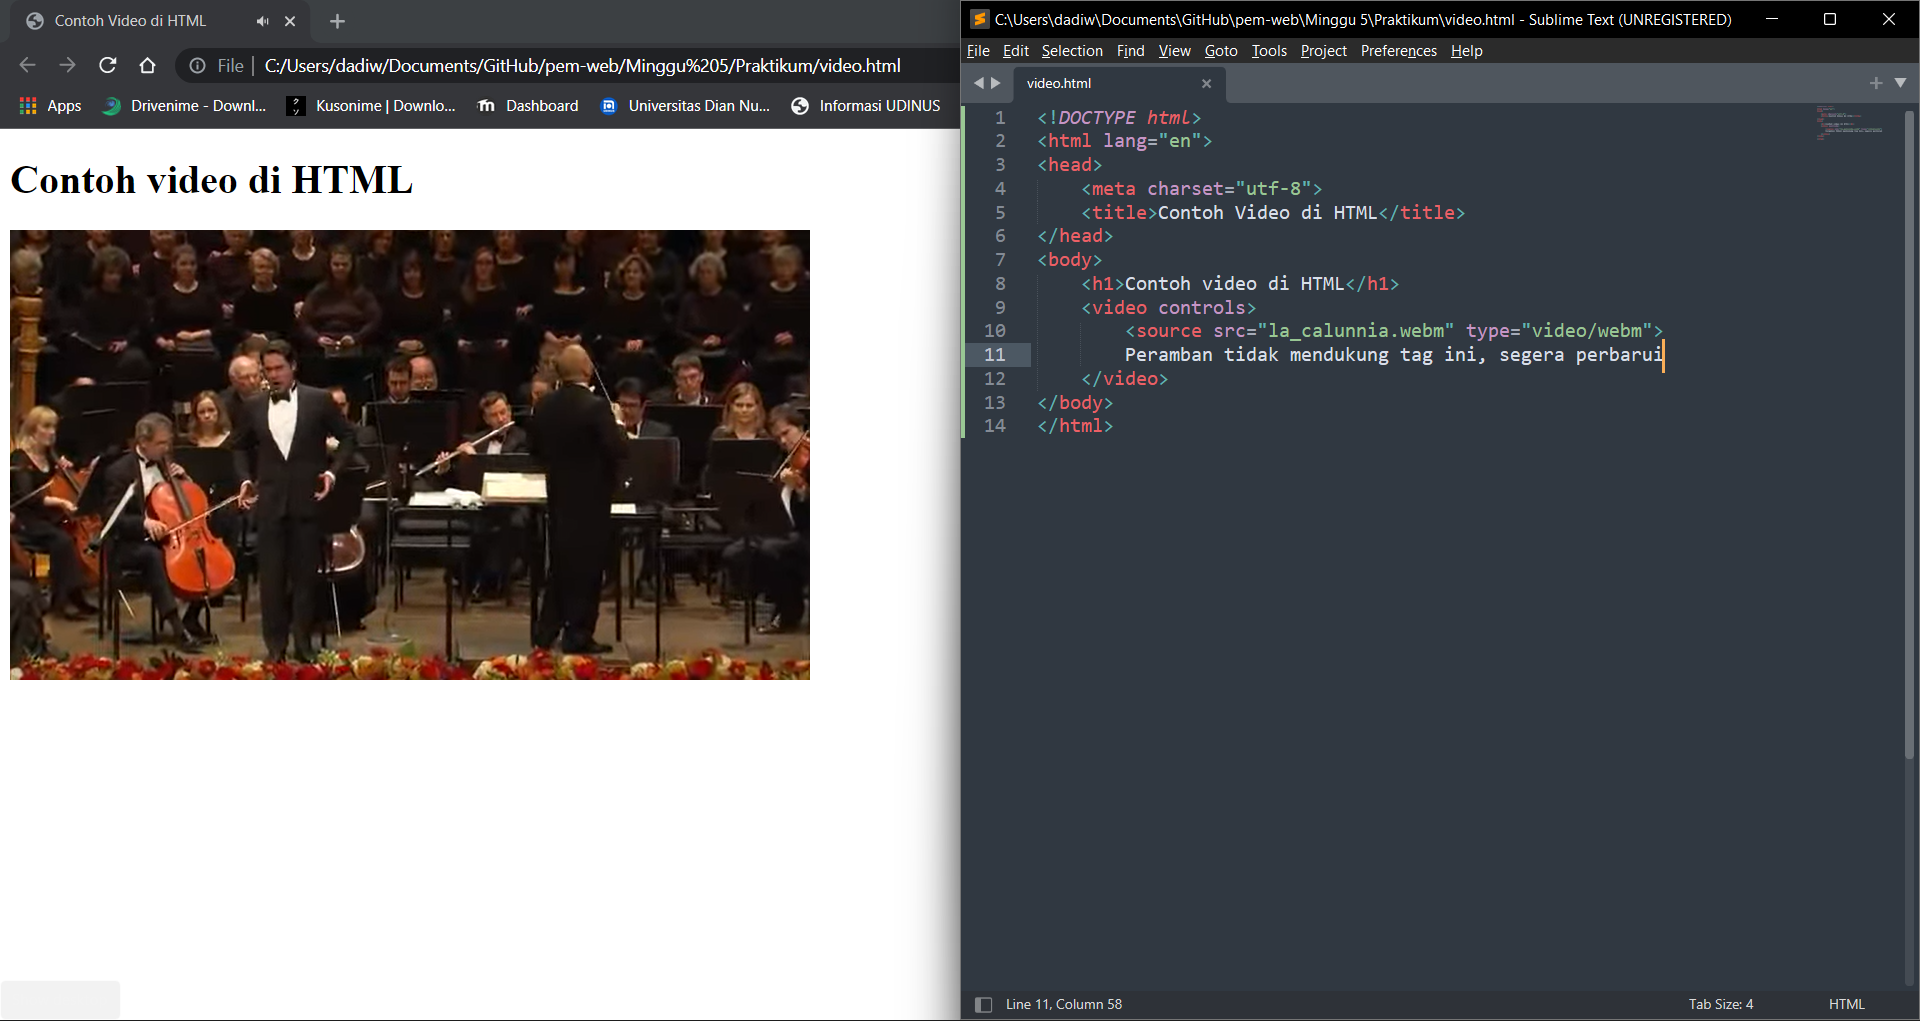 Contoh Video di HTML
File | C:/Users/dadiw/Documents/GitHub/pem-web/Minggu%205/Praktikum/video.html
Apps Drivenime - Downl... Kusonime | Downlo... Dashboard Universitas Dian Nu... Informasi UDINUS
Contoh video di HTML
C:\Users\dadiw\Documents\GitHub\pem-web\Minggu 5\Praktikum\video.html - Sublime Text (UNREGISTERED)
File Edit Selection Find View Goto Tools Project Preferences Help
video.html
1 <!DOCTYPE html>
2 <html lang="en">
3 <head>
4 <meta charset="utf-8">
5 <title>Contoh Video di HTML</title>
6 </head>
7 <body>
8 <h1>Contoh video di HTML</h1>
9 <video controls>
10 <source src="la_calunnia.webm" type="video/webm">
11 Peramban tidak mendukung tag ini, segera perbarui
12 </video>
13 </body>
14 </html>
Line 11, Column 58 Tab Size: 4 HTML